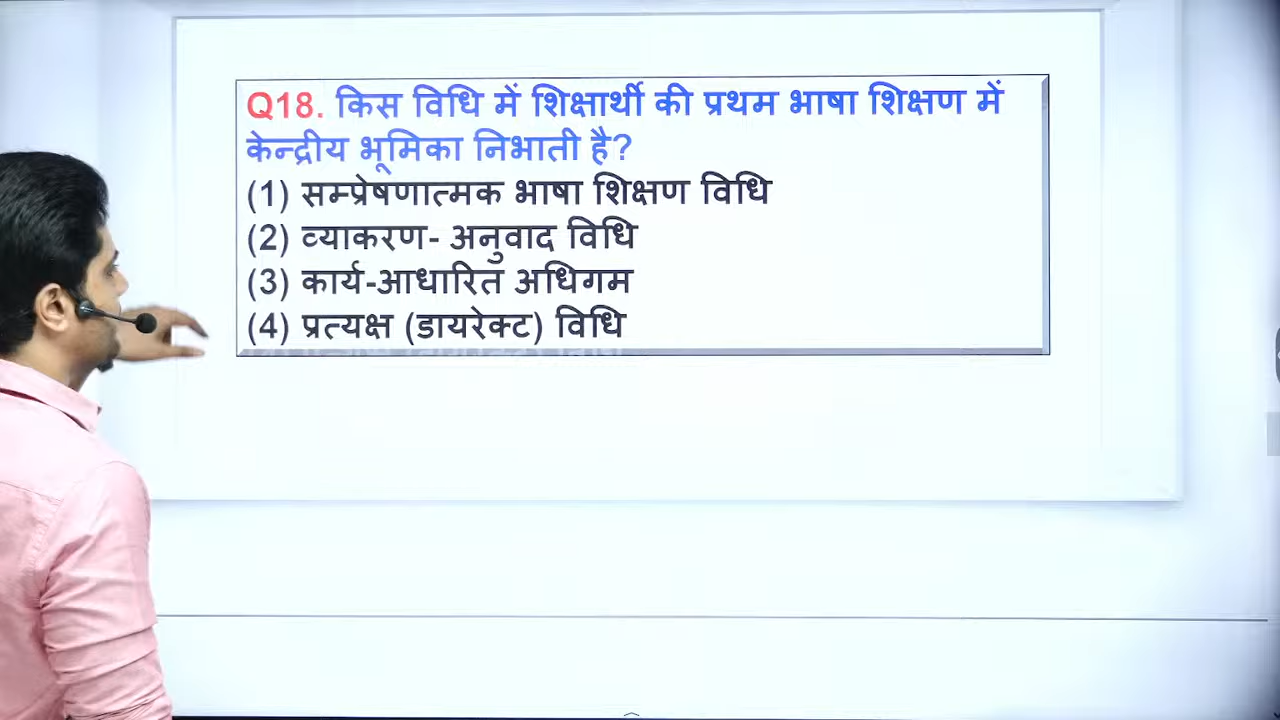 Q18. किस विधि में शिक्षार्थी की प्रथम भाषा शिक्षण में
केन्द्रीय भूमिका निभाती है?
(1) सम्प्रेषणात्मक भाषा शिक्षण विधि
(2) व्याकरण- अनुवाद विधि
(3) कार्य-आधारित अधिगम
(4) प्रत्यक्ष (डायरेक्ट) विधि